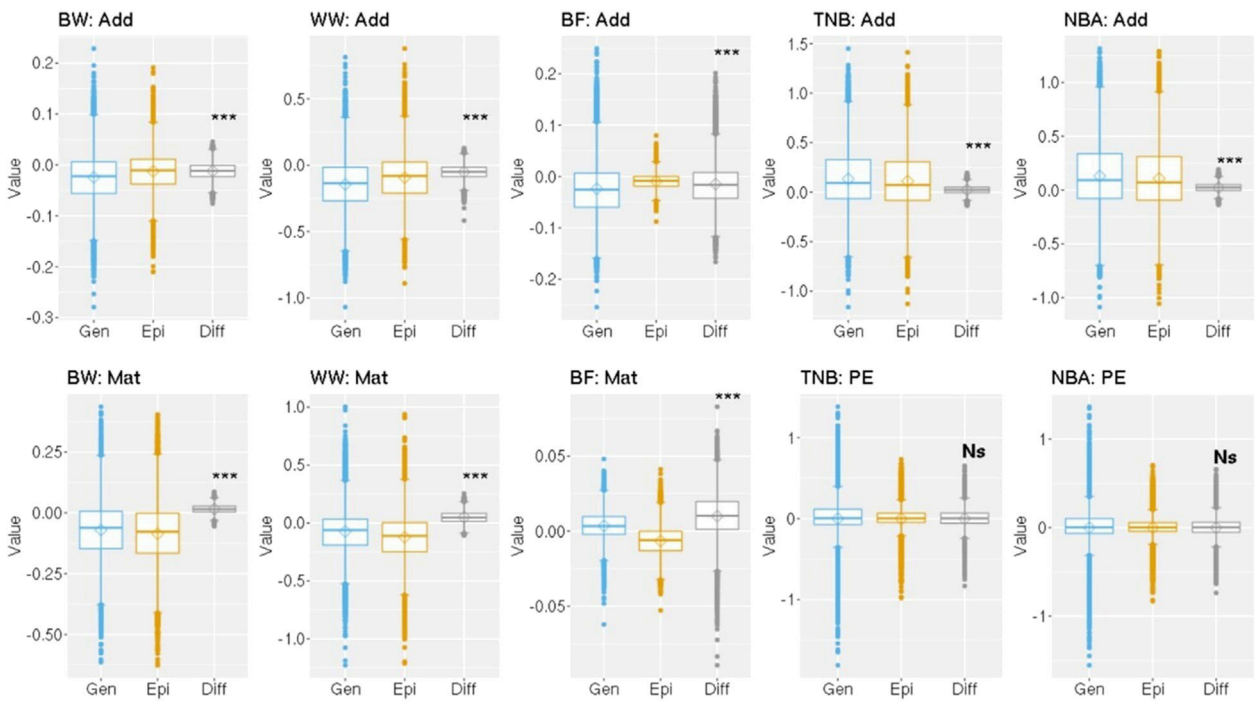 BW: Add
WW: Add
BF: Add
TNB: Add
NBA: Add
Value
0.2
0.1
0.0
-0.1
-0.2
-0.3
***
Gen Epi Diff
Value
0.5
0.0
-0.5
-1.0
***
Gen Epi Diff
Value
0.2
0.1
0.0
-0.1
-0.2
***
Gen Epi Diff
Value
1.5
1.0
0.5
0.0
-0.5
-1.0
***
Gen Epi Diff
Value
1.0
0.5
0.0
-0.5
-1.0
***
Gen Epi Diff
BW: Mat
WW: Mat
BF: Mat
TNB: PE
NBA: PE
Value
0.25
0.00
-0.25
-0.50
***
Gen Epi Diff
Value
1.0
0.5
0.0
-0.5
-1.0
***
Gen Epi Diff
Value
0.05
0.00
-0.05
***
Gen Epi Diff
Value
1
0
-1
Ns
Gen Epi Diff
Value
1
0
-1
Ns
Gen Epi Diff